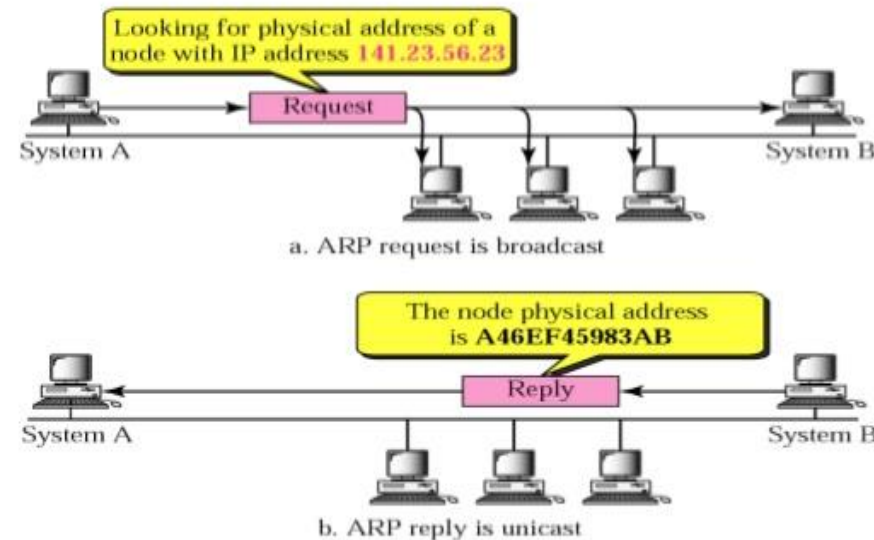 Looking for physical address of a
node with IP address 141.23.56.23
Request
System A
System B
a. ARP request is broadcast
The node physical address
is A46EF45983AB
Reply
System A
System B
b. ARP reply is unicast